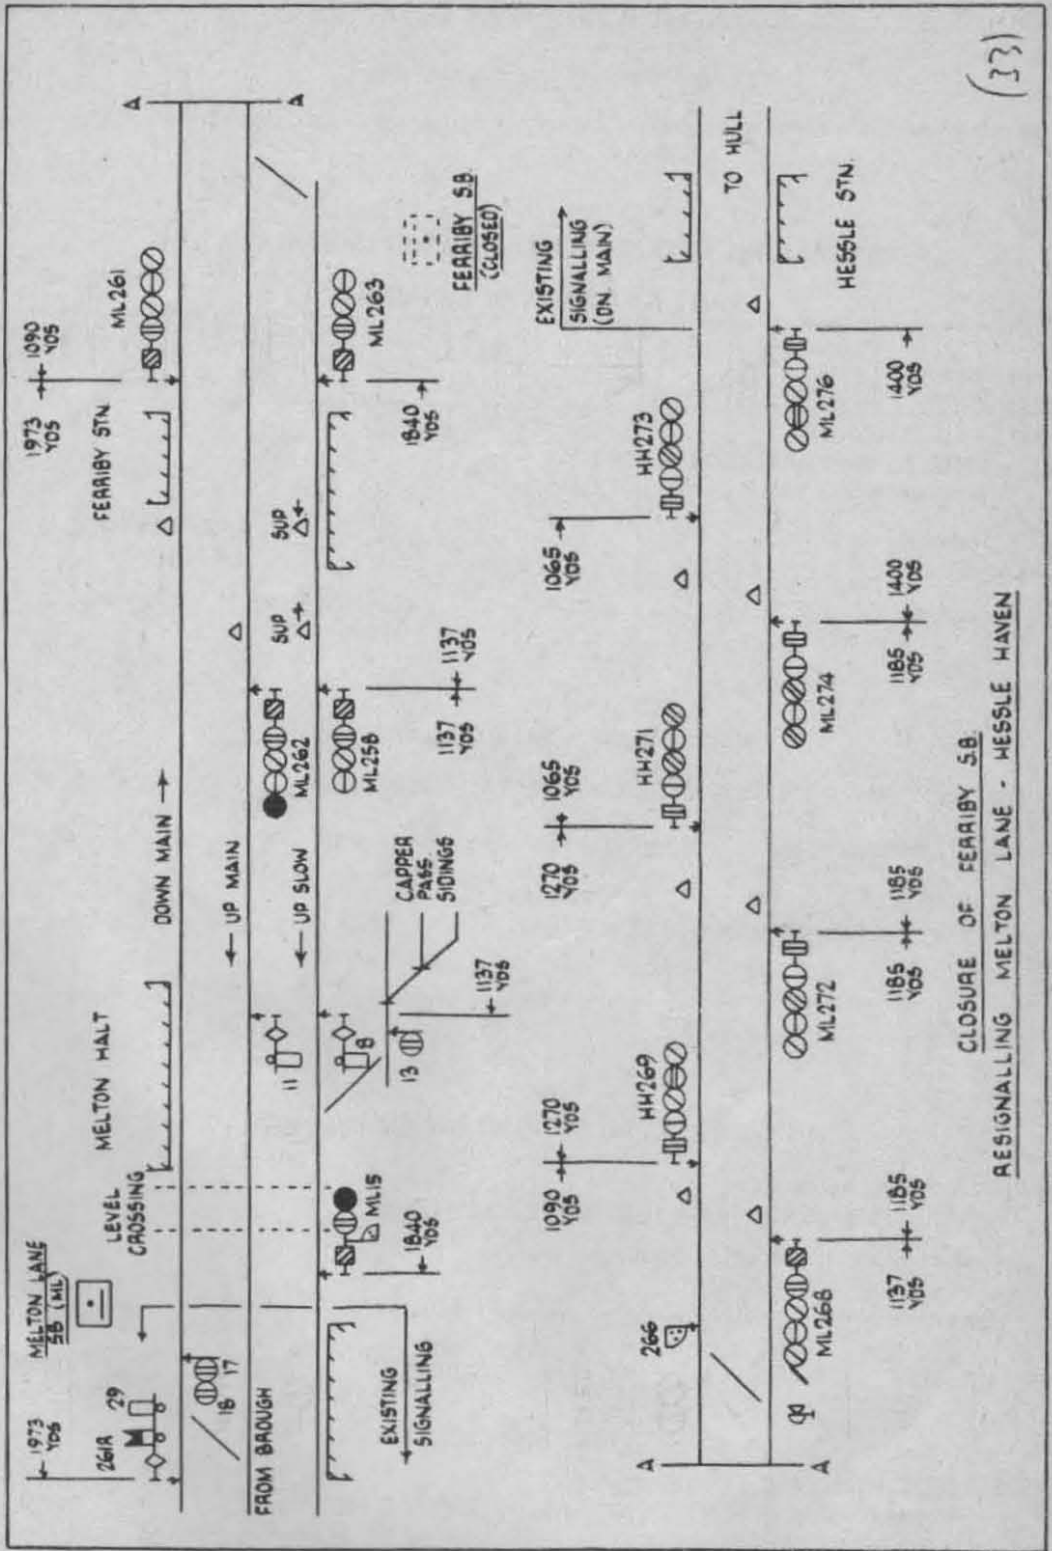 (33)
1973
YDS
MELTON LANE
SB (ML)
261R
29
LEVEL
CROSSING
MELTON HALT
DOWN MAIN →
FERRIBY STN.
1973
YDS
1090
YDS
ML261
18 17
← UP MAIN
FROM BROUGH
11
← UP SLOW
ML262
SUP
SUP
EXISTING
SIGNALLING
ML15
1840
YDS
8
13
CAPPER
PASS.
SIDINGS
1137
YDS
ML258
1137
YDS
1137
YDS
1840
YDS
ML263
FERRIBY S.B.
(CLOSED)
A
A
266
1090
YDS
1270
YDS
HH269
1270
YDS
1065
YDS
HH271
1065
YDS
HH273
EXISTING
SIGNALLING
(DN. MAIN)
A
A
TO HULL
ML268
1137
YDS
1185
YDS
ML272
1185
YDS
1185
YDS
ML274
1185
YDS
1400
YDS
ML276
1400
YDS
HESSLE STN.
CLOSURE OF FERRIBY S.B.
RESIGNALLING MELTON LANE - HESSLE HAVEN